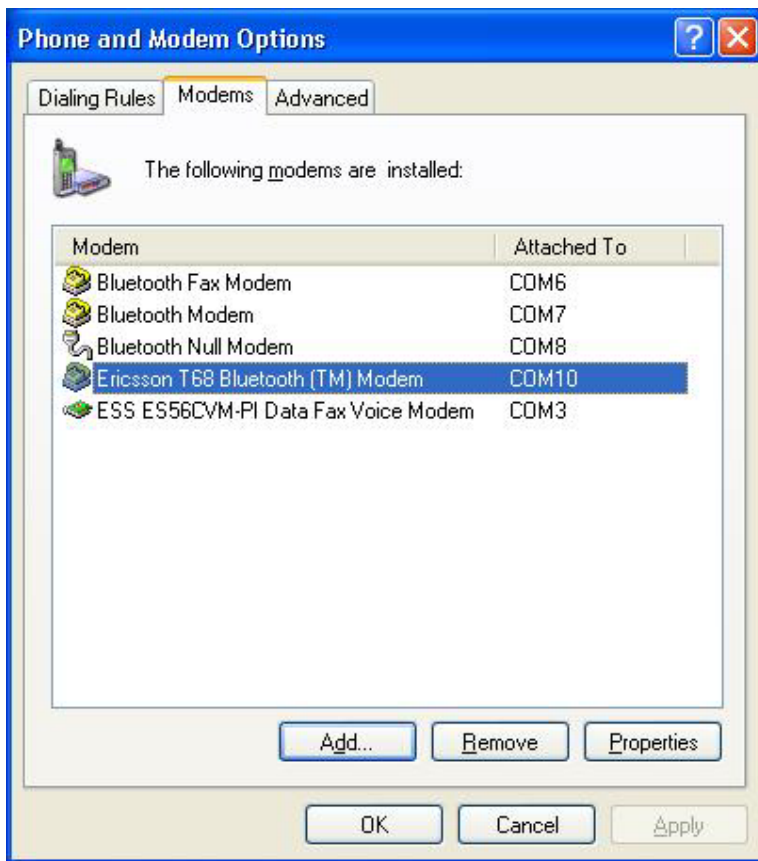 Phone and Modem Options
Dialing Rules Modems Advanced
The following modems are installed:
Modem Attached To
Bluetooth Fax Modem COM6
Bluetooth Modem COM7
Bluetooth Null Modem COM8
Ericsson T68 Bluetooth (TM) Modem COM10
ESS ES56CVM-PI Data Fax Voice Modem COM3
Add... Remove Properties
OK Cancel Apply